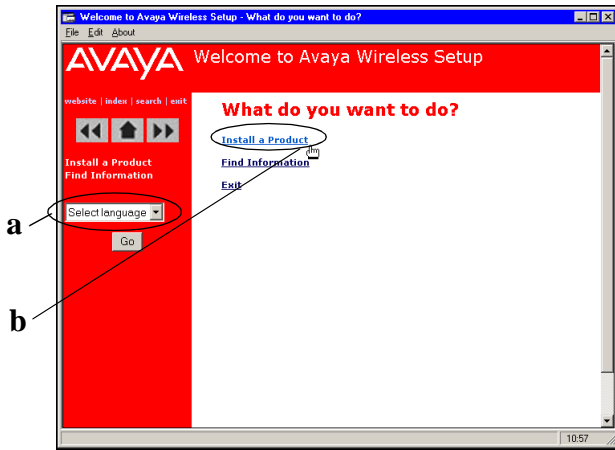 Welcome to Avaya Wireless Setup - What do you want to do?
File Edit About
AVAYA
Welcome to Avaya Wireless Setup
website | index | search | exit
What do you want to do?
Install a Product
Find Information
Exit
Install a Product
Find Information
Select language
Go
a
b
10:57